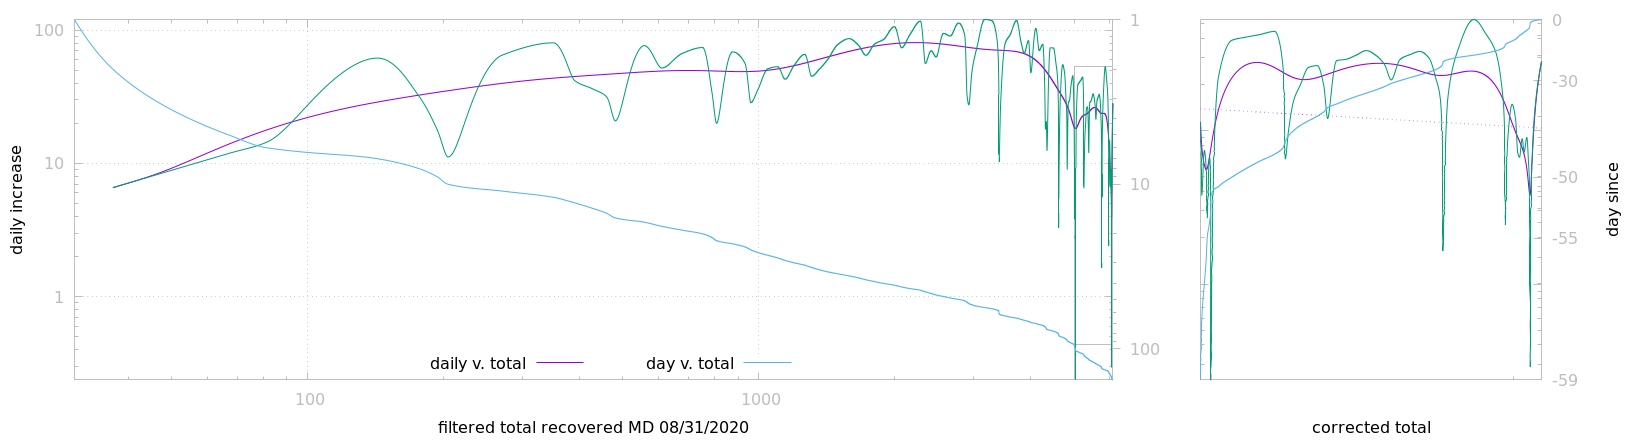 100
10
1
daily increase
100
1000
filtered total recovered MD 08/31/2020
daily v. total
day v. total
1
10
100
0
-30
-50
-55
-59
day since
corrected total